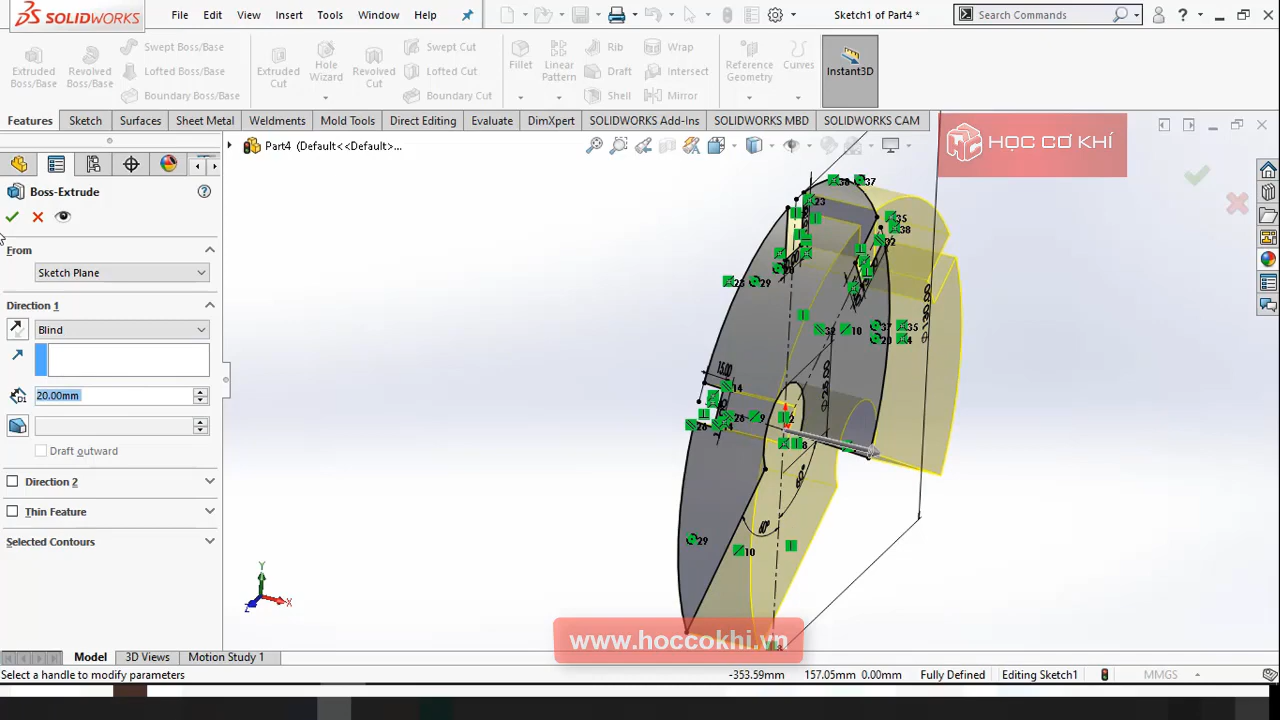 SOLIDWORKS
File Edit View Insert Tools Window Help
Sketch1 of Part4 *
Search Commands
Extruded Boss/Base
Revolved Boss/Base
Swept Boss/Base
Lofted Boss/Base
Boundary Boss/Base
Extruded Cut
Hole Wizard
Revolved Cut
Swept Cut
Lofted Cut
Boundary Cut
Fillet
Linear Pattern
Rib
Draft
Shell
Wrap
Intersect
Mirror
Reference Geometry
Curves
Instant3D
Features Sketch Surfaces Sheet Metal Weldments Mold Tools Direct Editing Evaluate DimXpert SOLIDWORKS Add-Ins SOLIDWORKS MBD SOLIDWORKS CAM
Part4 (Default<<Default>...
HỌC CƠ KHÍ
Boss-Extrude
From
Sketch Plane
Direction 1
Blind
20.00mm
Draft outward
Direction 2
Thin Feature
Selected Contours
15.00
60°
60°
Y
X
Z
www.hoccokhi.vn
Model 3D Views Motion Study 1
Select a handle to modify parameters
-353.59mm 157.05mm 0.00mm Fully Defined Editing Sketch1 MMGS